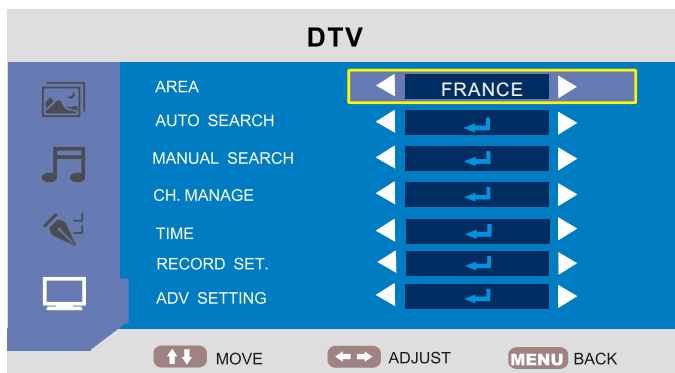 DTV
AREA FRANCE
AUTO SEARCH
MANUAL SEARCH
CH. MANAGE
TIME
RECORD SET.
ADV SETTING
MOVE ADJUST MENU BACK